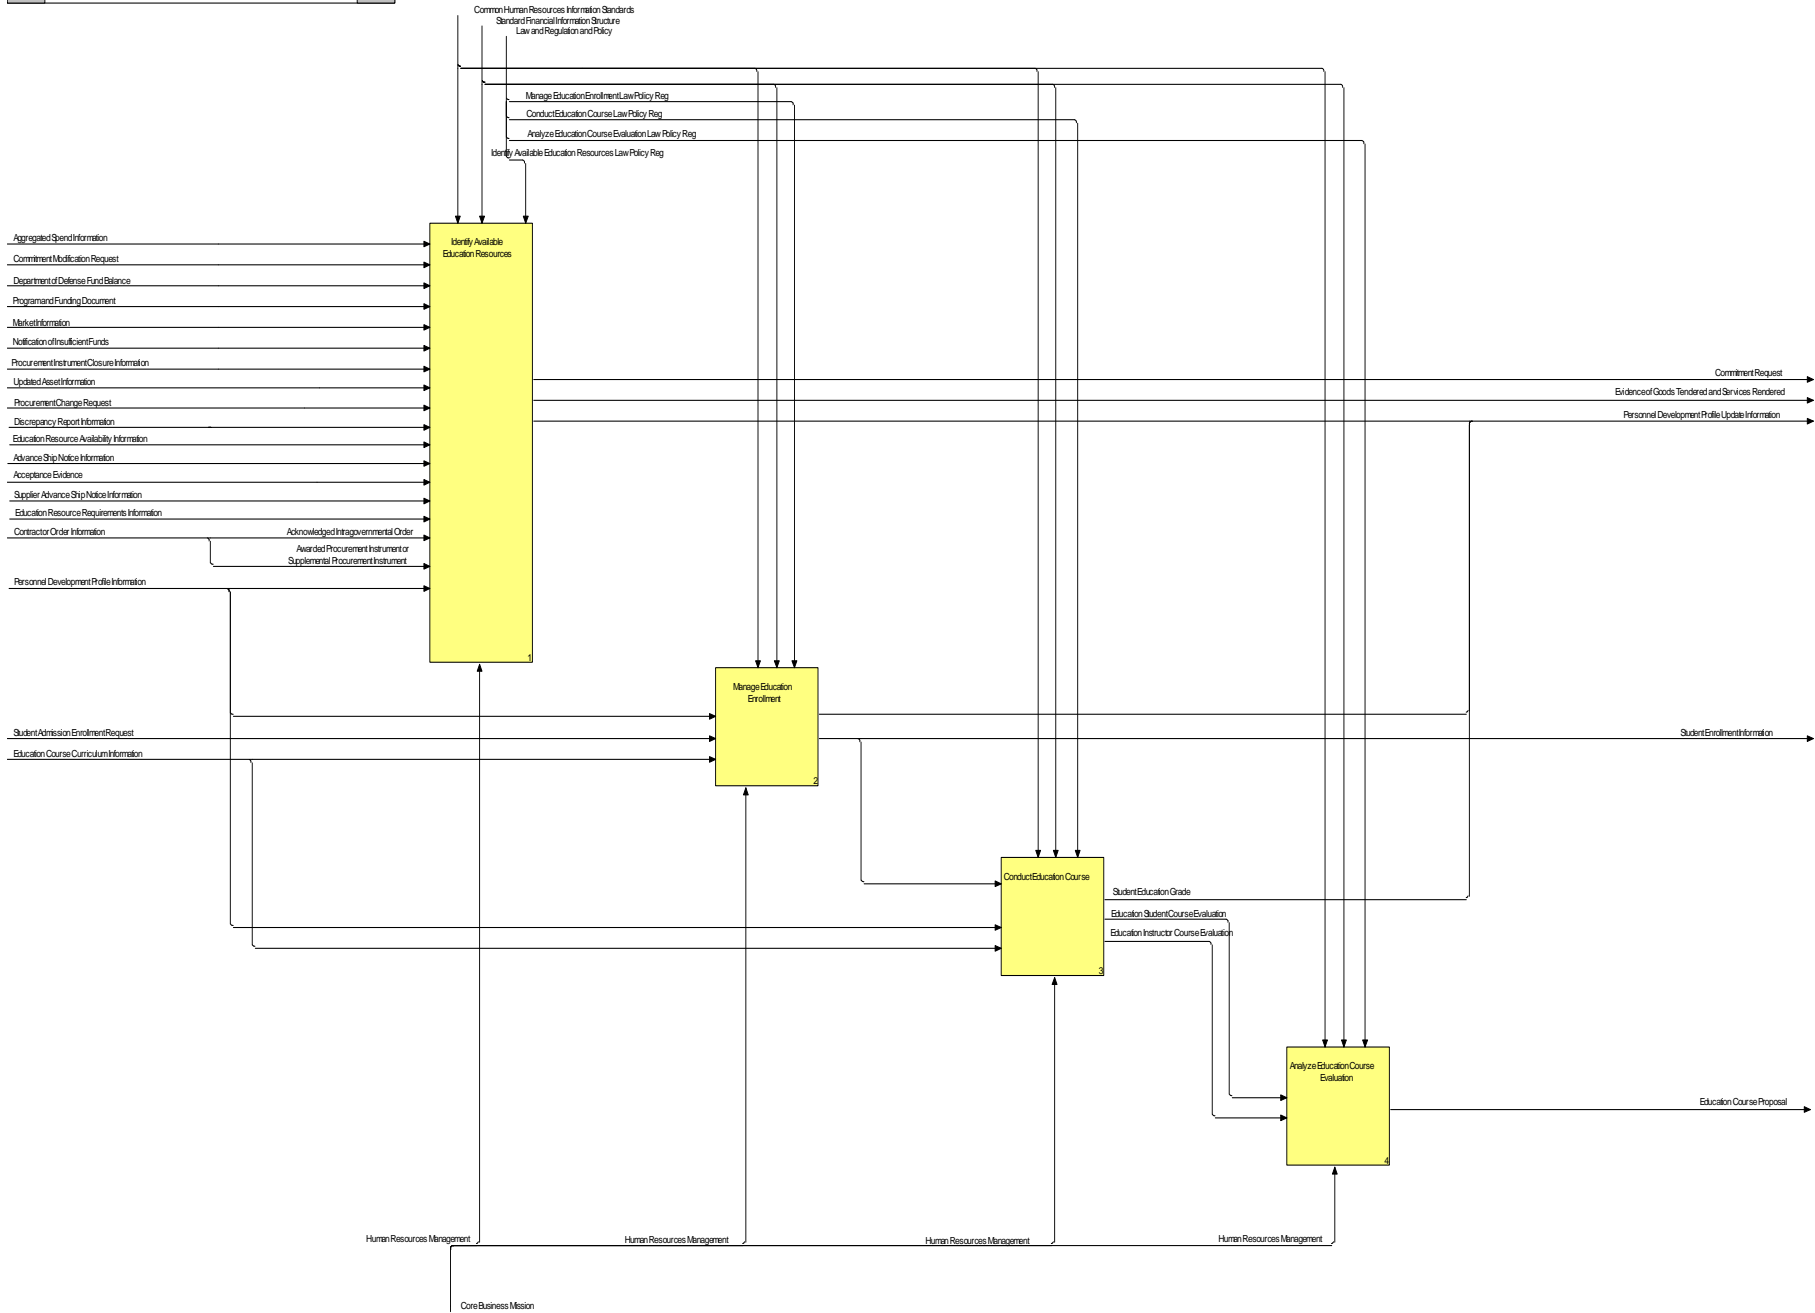 Common Human Resources Information Standards
Standard Financial Information Structure
Law and Regulation and Policy
Manage Education Enrollment Law Policy Reg
Conduct Education Course Law Policy Reg
Analyze Education Course Evaluation Law Policy Reg
Identify Available Education Resources Law Policy Reg
Aggregated Spend Information
Commitment Modification Request
Department of Defense Fund Balance
Program and Funding Document
Market Information
Notification of Insufficient Funds
Procurement Instrument Closure Information
Updated Asset Information
Procurement Change Request
Discrepancy Report Information
Education Resource Availability Information
Advance Ship Notice Information
Acceptance Evidence
Supplier Advance Ship Notice Information
Education Resource Requirements Information
Contractor Order Information
Acknowledged Intragovernmental Order
Awarded Procurement Instrument or
Supplemental Procurement Instrument
Personnel Development Profile Information
Identify Available
Education Resources
1
Commitment Request
Evidence of Goods Tendered and Services Rendered
Personnel Development Profile Update Information
Student Admission Enrollment Request
Education Course Curriculum Information
Manage Education
Enrollment
2
Student Enrollment Information
Conduct Education Course
3
Student Education Grade
Education Student Course Evaluation
Education Instructor Course Evaluation
Analyze Education Course
Evaluation
4
Education Course Proposal
Human Resources Management
Human Resources Management
Human Resources Management
Human Resources Management
Core Business Mission